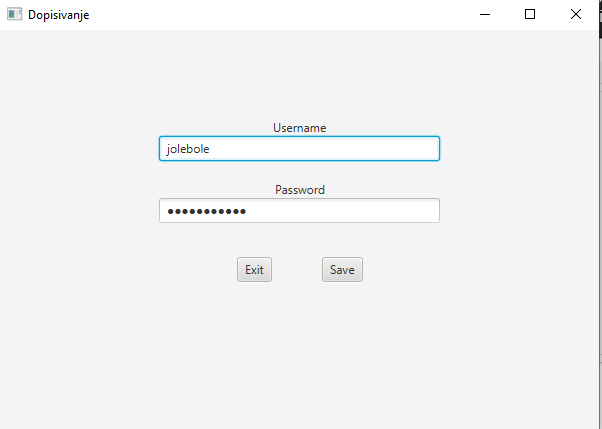 Dopisivanje
Username
jolebole
Password
•••••••••••
Exit Save